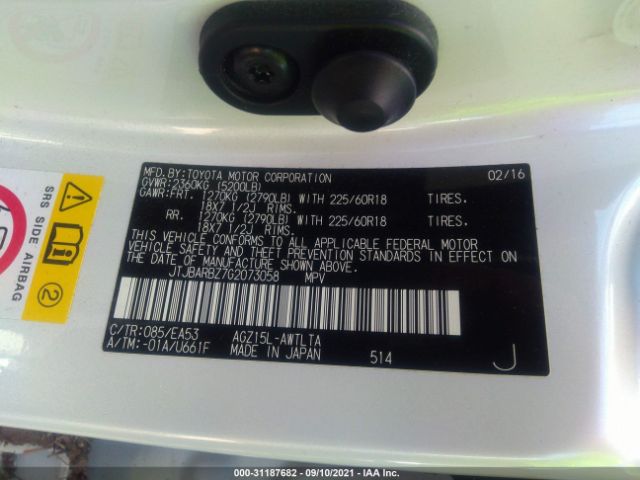 MFD.BY:TOYOTA MOTOR CORPORATION 02/16
GVWR:2360KG (5200LB)
GAWR:FRT. 1270KG (2790LB) WITH 225/60R18 TIRES.
18X7 1/2J RIMS.
RR. 1270KG (2790LB) WITH 225/60R18 TIRES.
18X7 1/2J RIMS.
THIS VEHICLE CONFORMS TO ALL APPLICABLE FEDERAL MOTOR
VEHICLE SAFETY AND THEFT PREVENTION STANDARDS IN EFFECT ON
THE DATE OF MANUFACTURE SHOWN ABOVE.
JTJBARBZ7G2073058 MPV
C/TR:085/EA53 AGZ15L-AWTLTA
A/TM:-01A/U661F MADE IN JAPAN 514 J
SRS SIDE AIRBAG
2
000-31187682 - 09/10/2021 - IAA Inc.